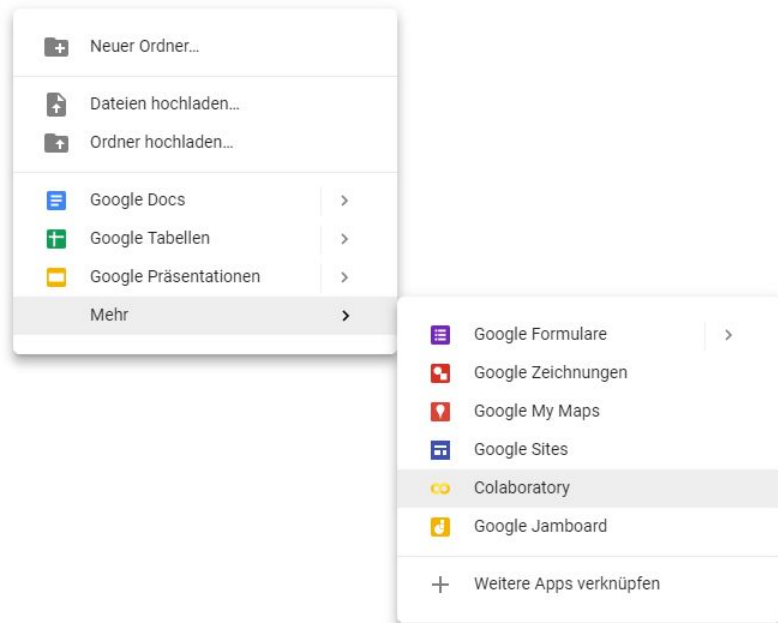 Neuer Ordner...
Dateien hochladen...
Ordner hochladen...
Google Docs
Google Tabellen
Google Präsentationen
Mehr
Google Formulare
Google Zeichnungen
Google My Maps
Google Sites
Colaboratory
Google Jamboard
Weitere Apps verknüpfen